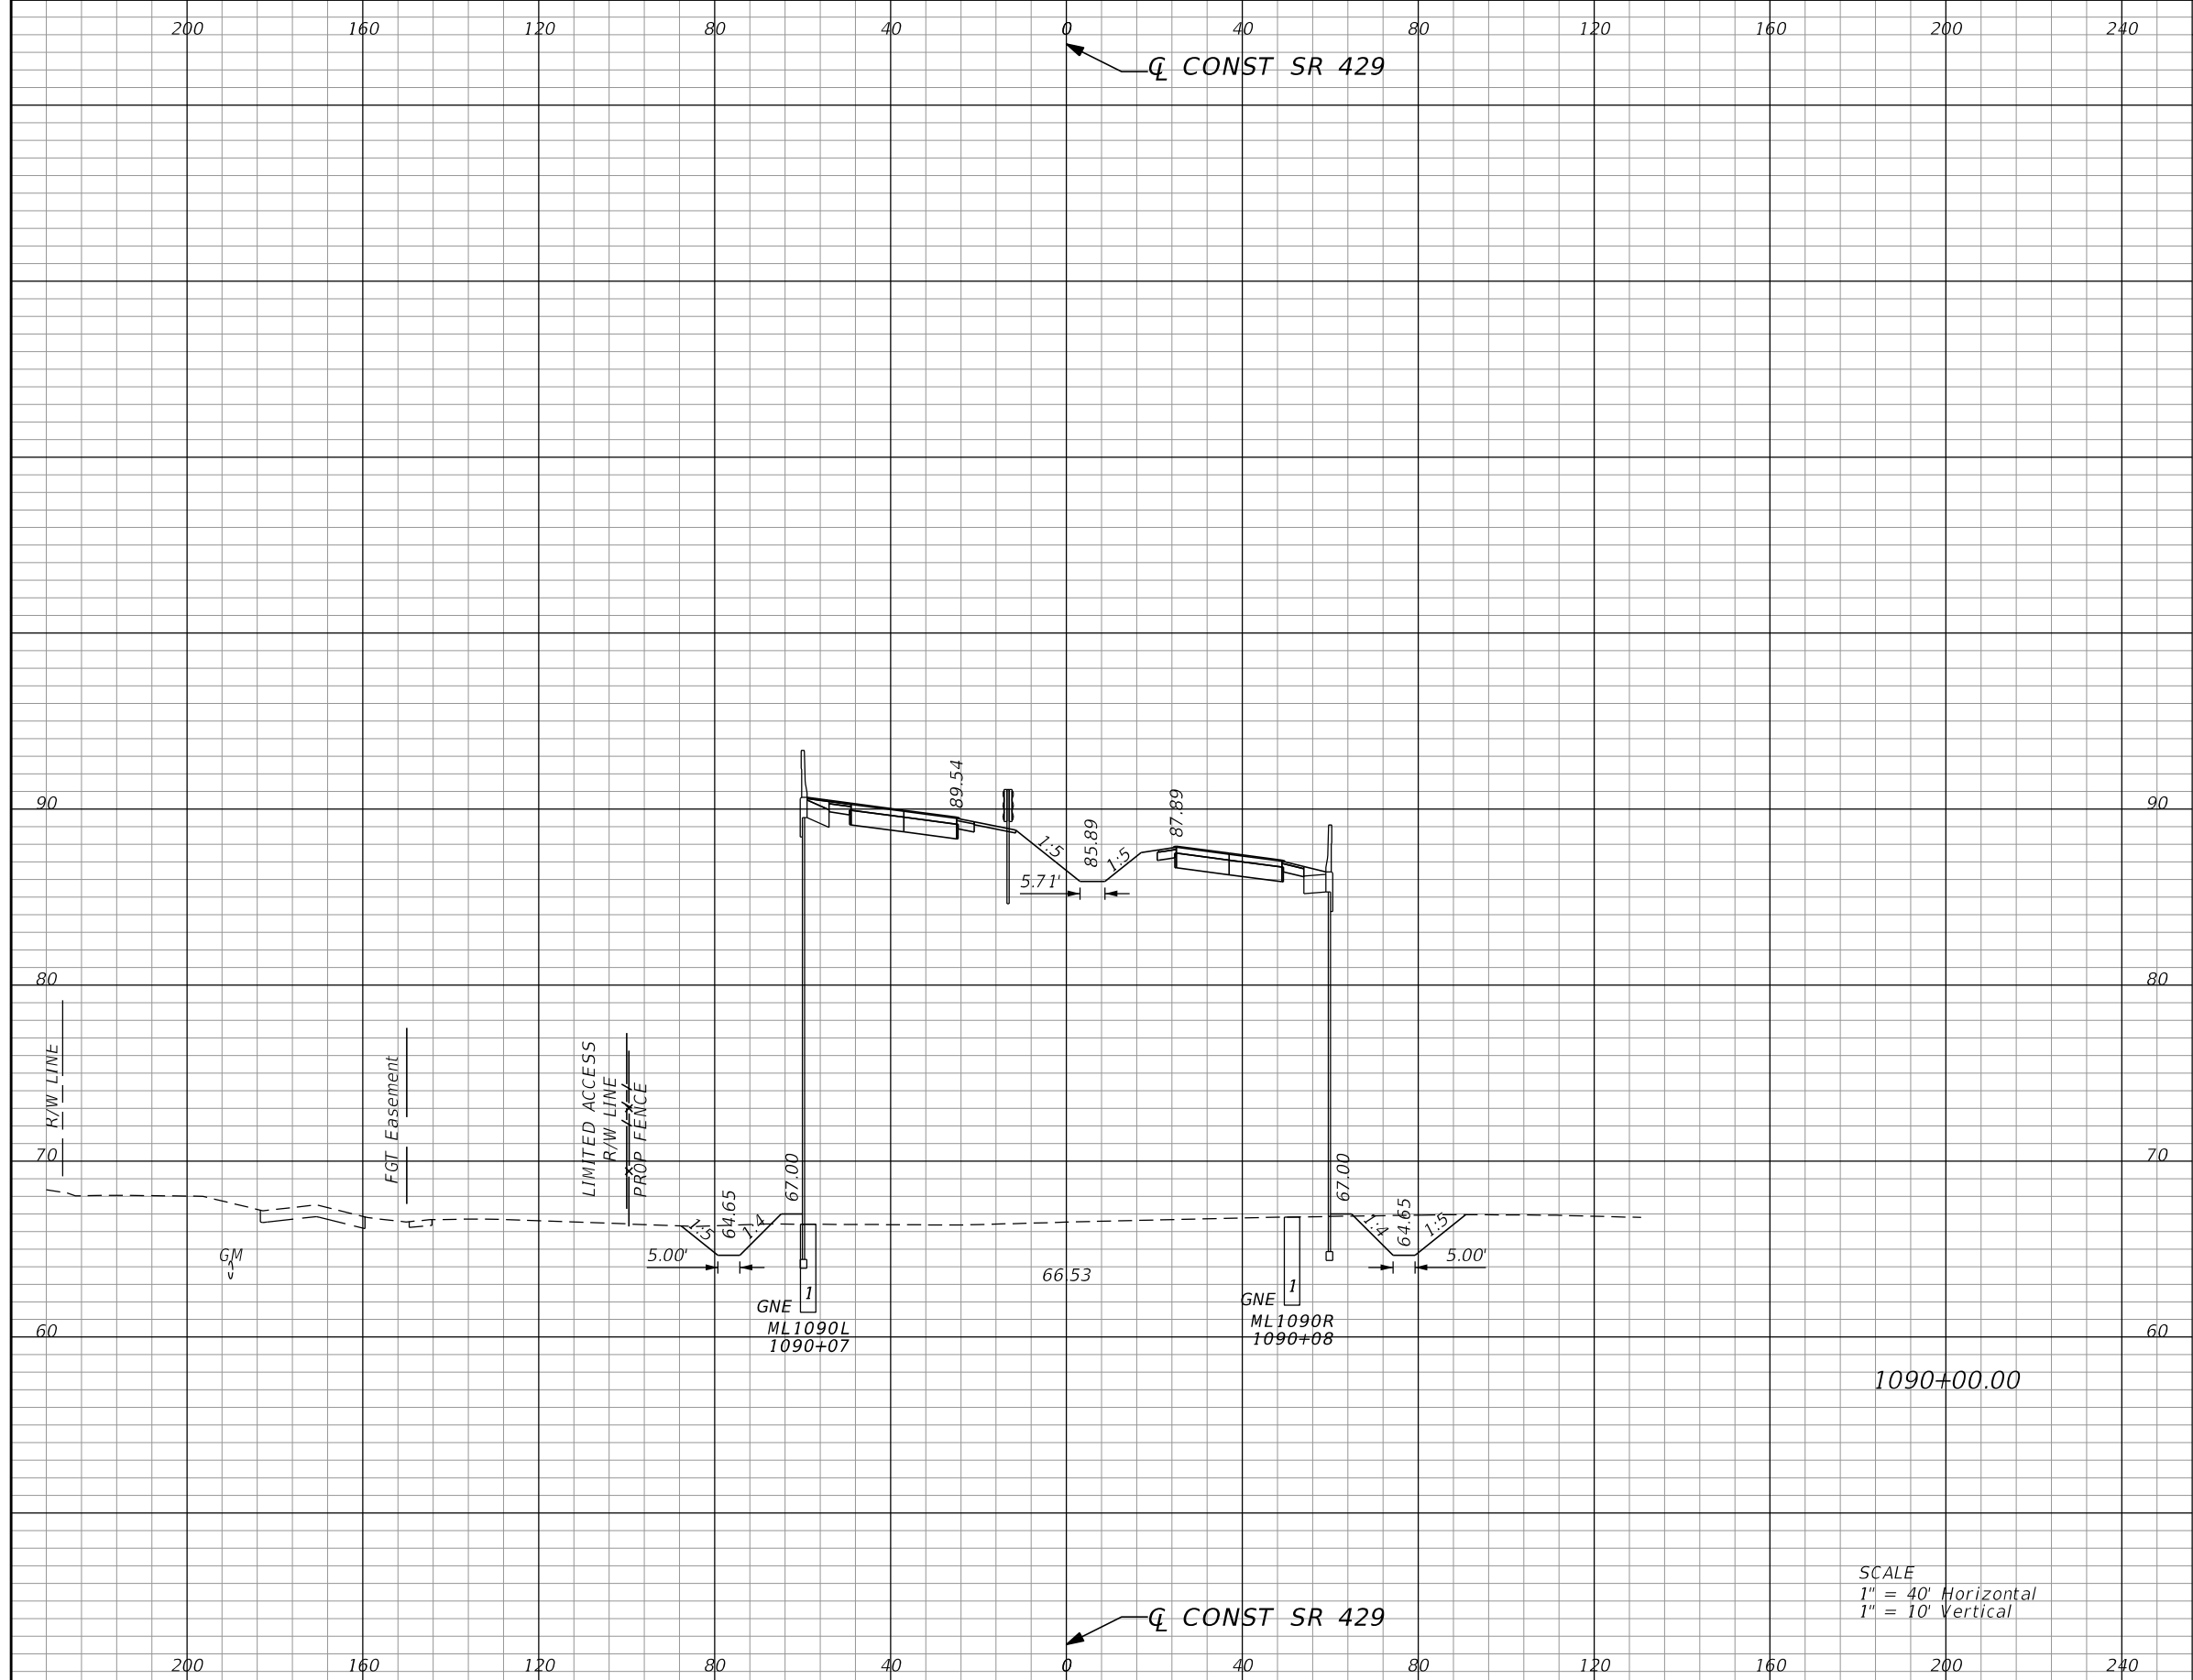 200 160 120 80 40 0 40 80 120 160 200 240
℄ CONST SR 429
90 90
89.54
87.89
85.89
1:5
1:5
5.71'
80 80
R/W LINE
FGT Easement
LIMITED ACCESS
R/W LINE
PROP FENCE
70 70
67.00
67.00
64.65
64.65
1:4
1:4
1:5
5.00'
5.00'
GM
66.53
1
1
GNE
GNE
ML1090L
1090+07
ML1090R
1090+08
60 60
1090+00.00
SCALE
1" = 40' Horizontal
1" = 10' Vertical
℄ CONST SR 429
200 160 120 80 40 0 40 80 120 160 200 240